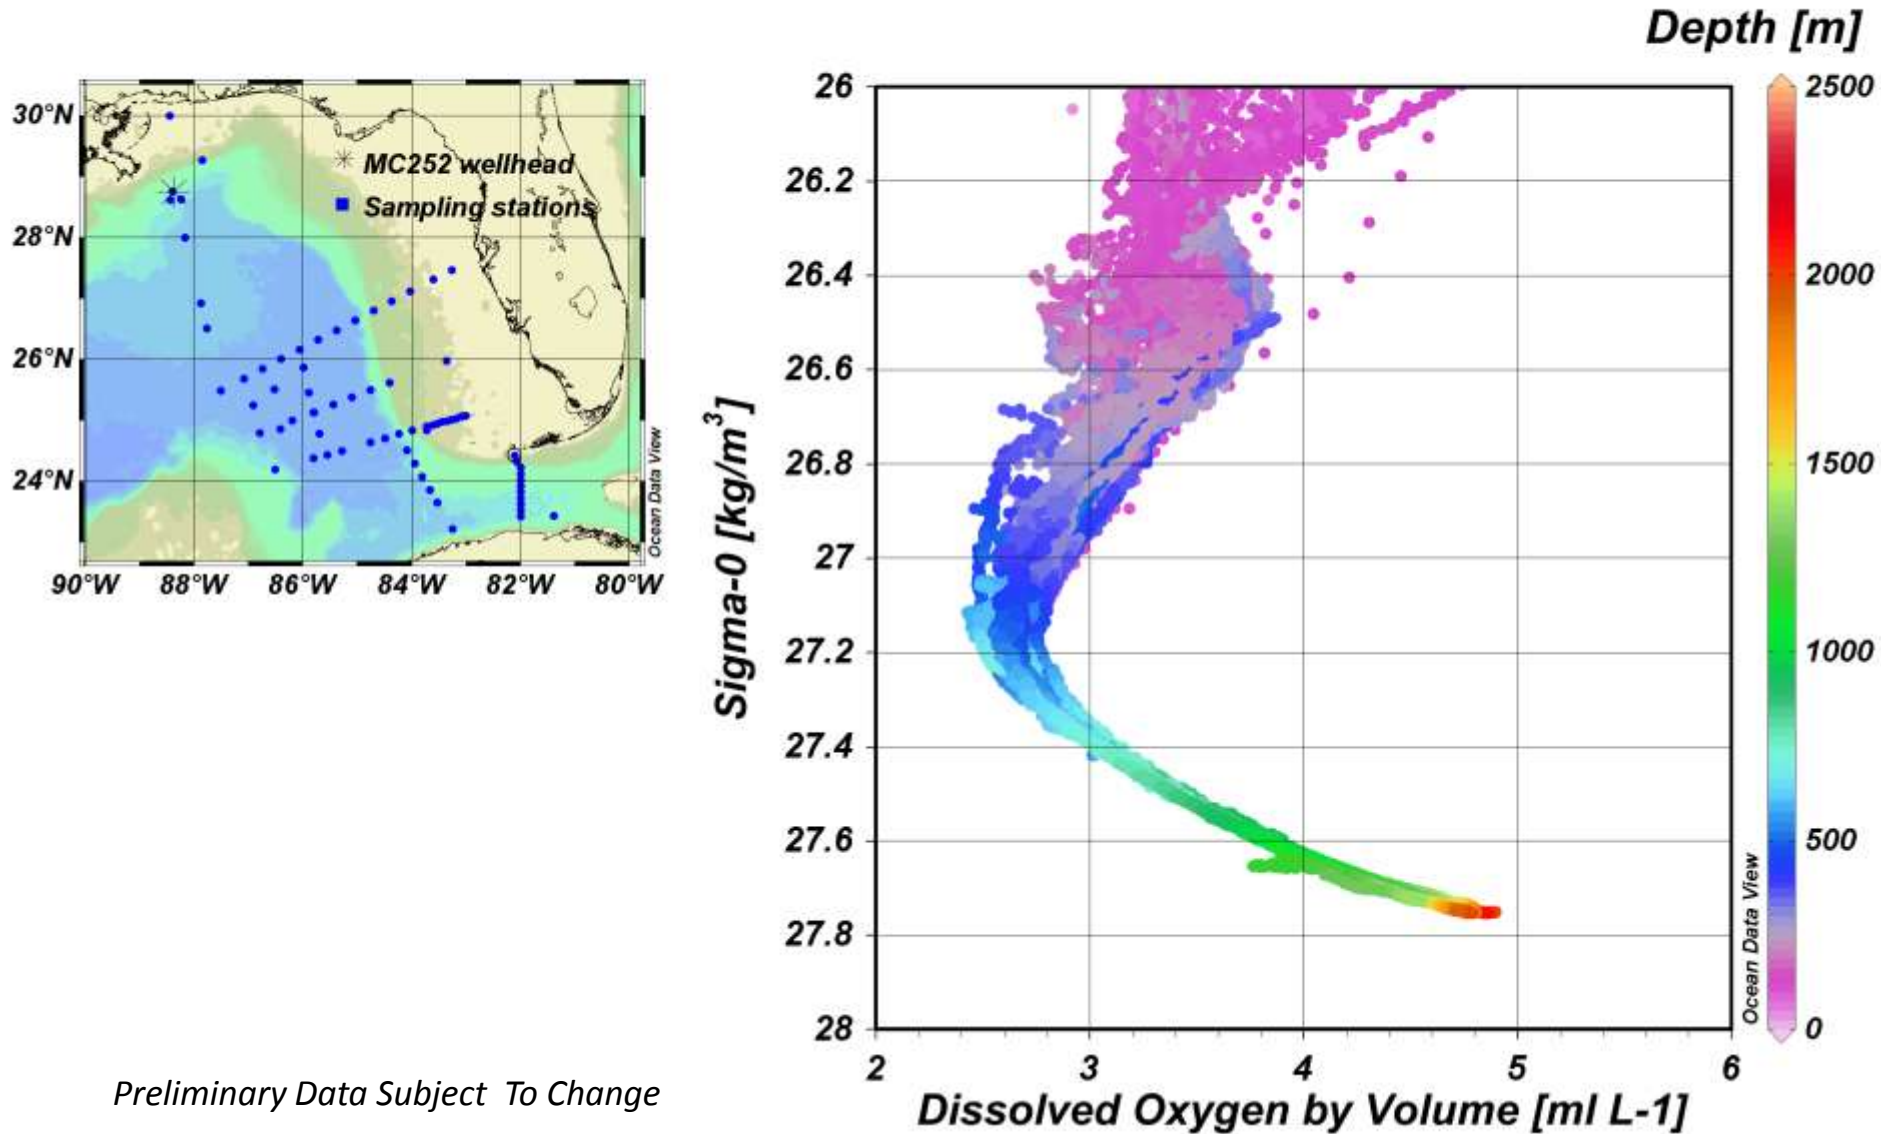 30°N
28°N
26°N
24°N
90°W 88°W 86°W 84°W 82°W 80°W
MC252 wellhead
Sampling stations
Ocean Data View
Preliminary Data Subject To Change
Depth [m]
26
26.2
26.4
26.6
26.8
27
27.2
27.4
27.6
27.8
28
Sigma-0 [kg/m³]
2 3 4 5 6
Dissolved Oxygen by Volume [ml L-1]
Ocean Data View
2500
2000
1500
1000
500
0